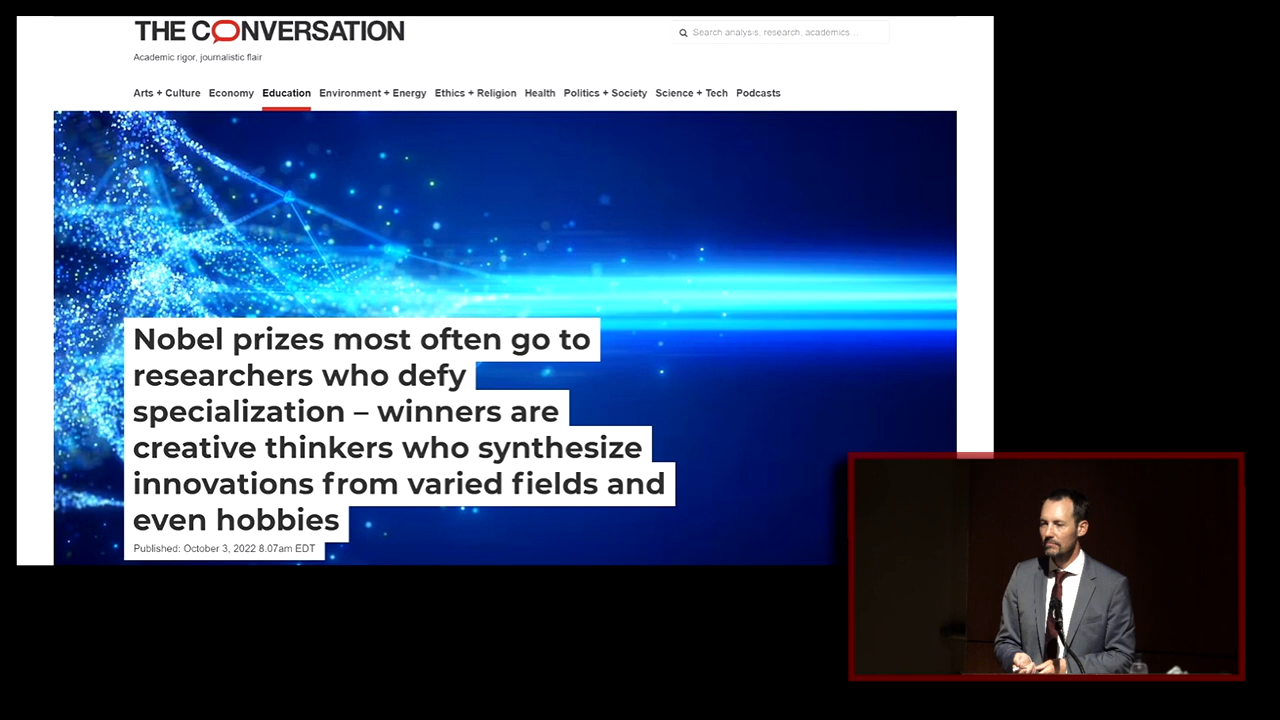 THE CONVERSATION
Search analysis, research, academics...
Academic rigor, journalistic flair
Arts + Culture Economy Education Environment + Energy Ethics + Religion Health Politics + Society Science + Tech Podcasts
Nobel prizes most often go to
researchers who defy
specialization – winners are
creative thinkers who synthesize
innovations from varied fields and
even hobbies
Published: October 3, 2022 8.07am EDT